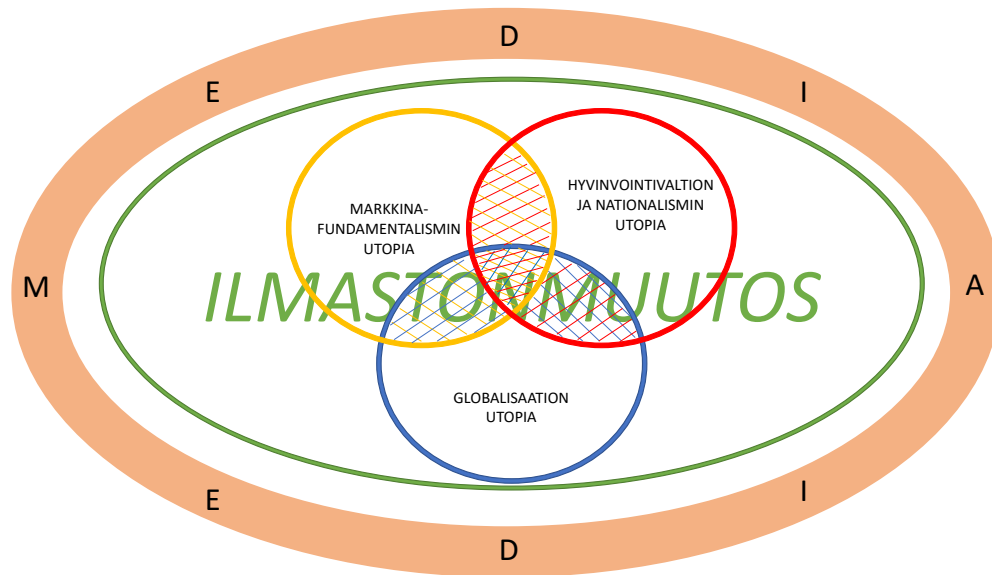 D
E
I
HYVINVOINTIVALTION
JA NATIONALISMIN
UTOPIA
MARKKINA-
FUNDAMENTALISMIN
UTOPIA
M
ILMASTONMUUTOS
A
GLOBALISAATION
UTOPIA
E
I
D